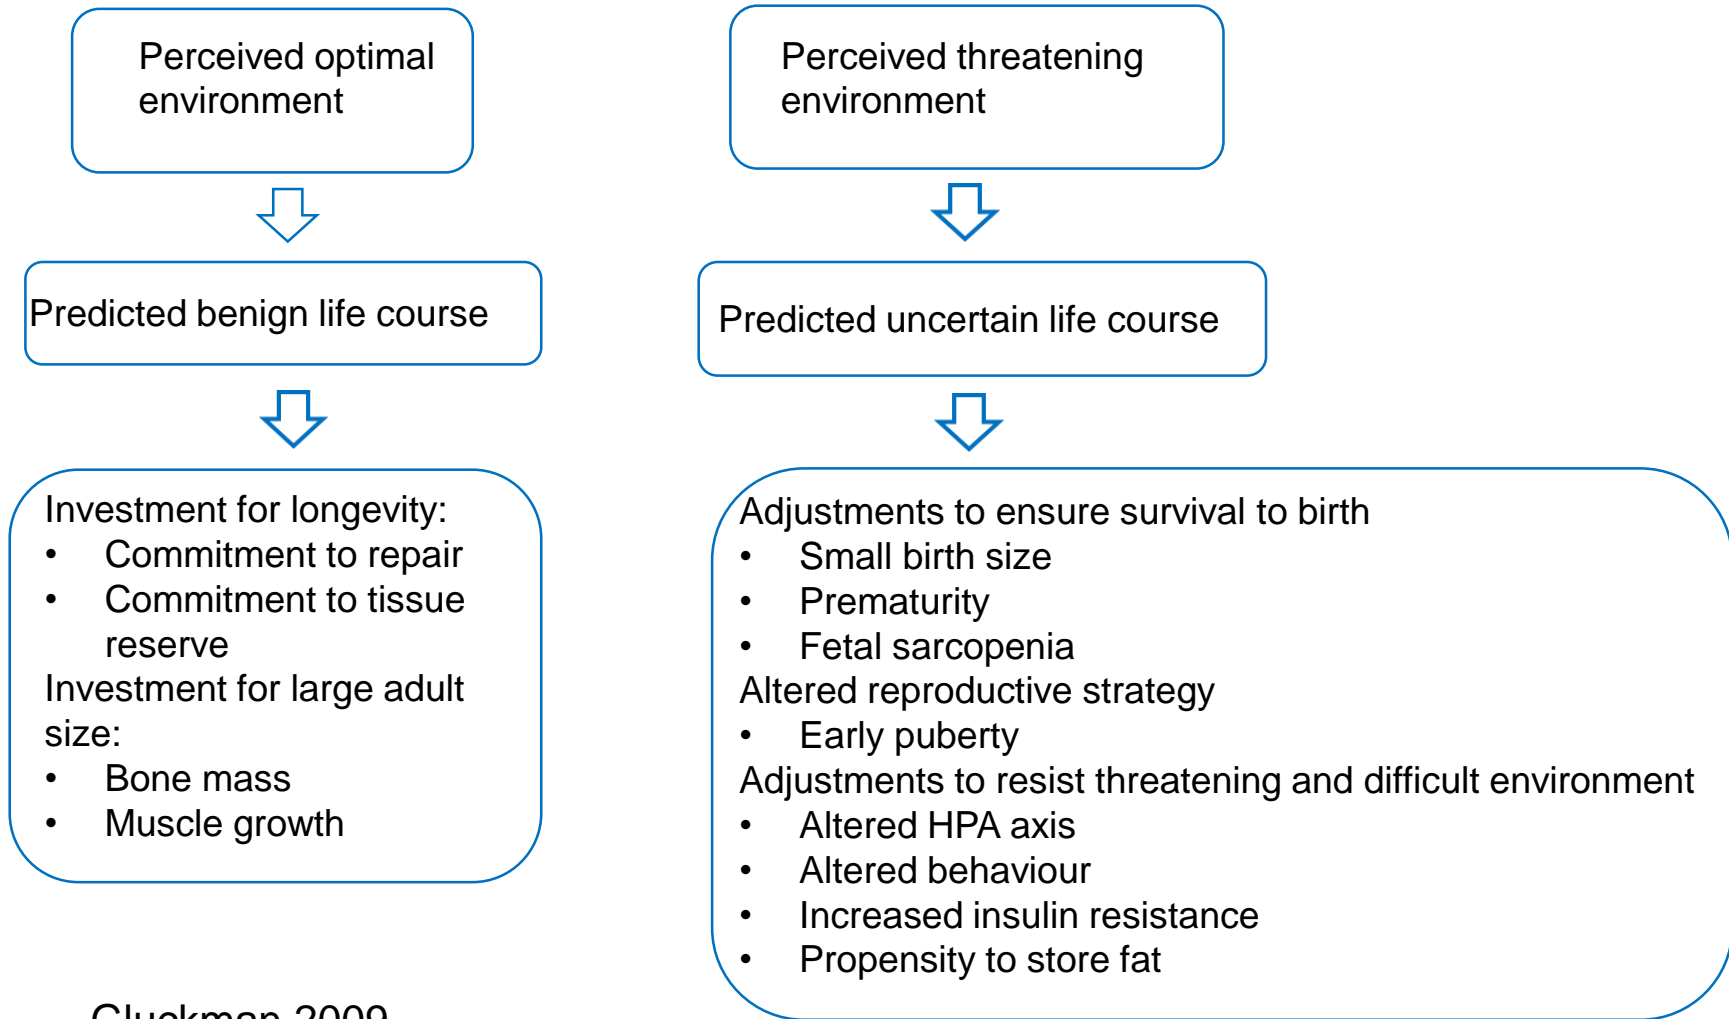 Perceived optimal
environment
Predicted benign life course
Investment for longevity:
• Commitment to repair
• Commitment to tissue
reserve
Investment for large adult
size:
• Bone mass
• Muscle growth
Perceived threatening
environment
Predicted uncertain life course
Adjustments to ensure survival to birth
• Small birth size
• Prematurity
• Fetal sarcopenia
Altered reproductive strategy
• Early puberty
Adjustments to resist threatening and difficult environment
• Altered HPA axis
• Altered behaviour
• Increased insulin resistance
• Propensity to store fat
Gluckman 2009